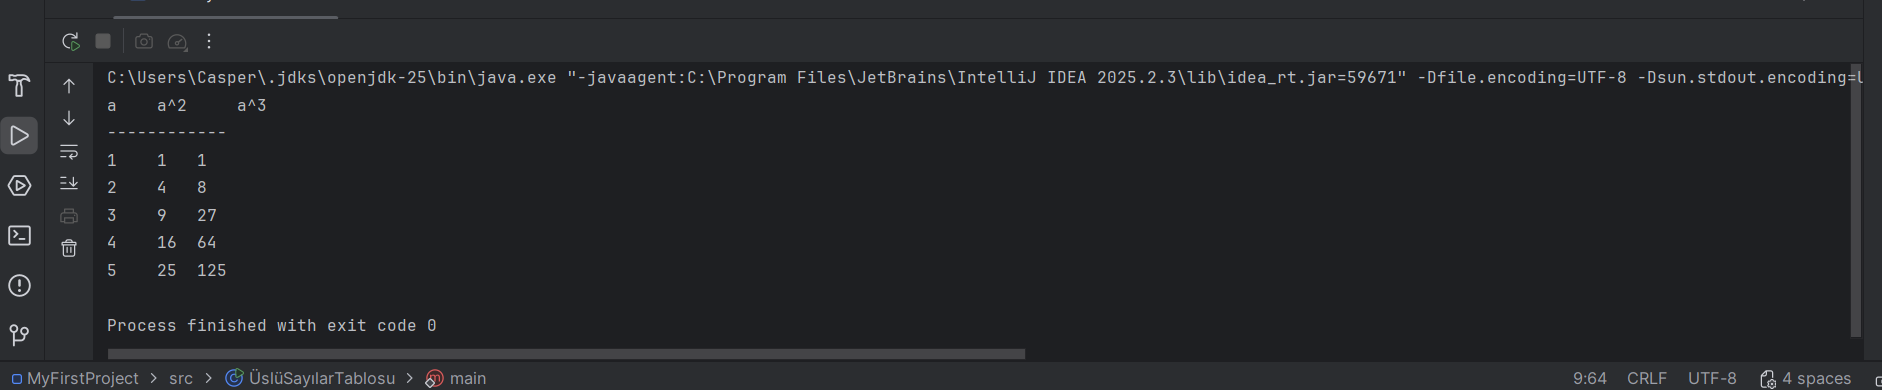 C:\Users\Casper\.jdks\openjdk-25\bin\java.exe "-javaagent:C:\Program Files\JetBrains\IntelliJ IDEA 2025.2.3\lib\idea_rt.jar=59671" -Dfile.encoding=UTF-8 -Dsun.stdout.encoding=
a    a^2     a^3
------------
1    1   1
2    4   8
3    9   27
4    16  64
5    25  125
Process finished with exit code 0
MyFirstProject > src > ÜslüSayılarTablosu > main    9:64    CRLF    UTF-8    4 spaces